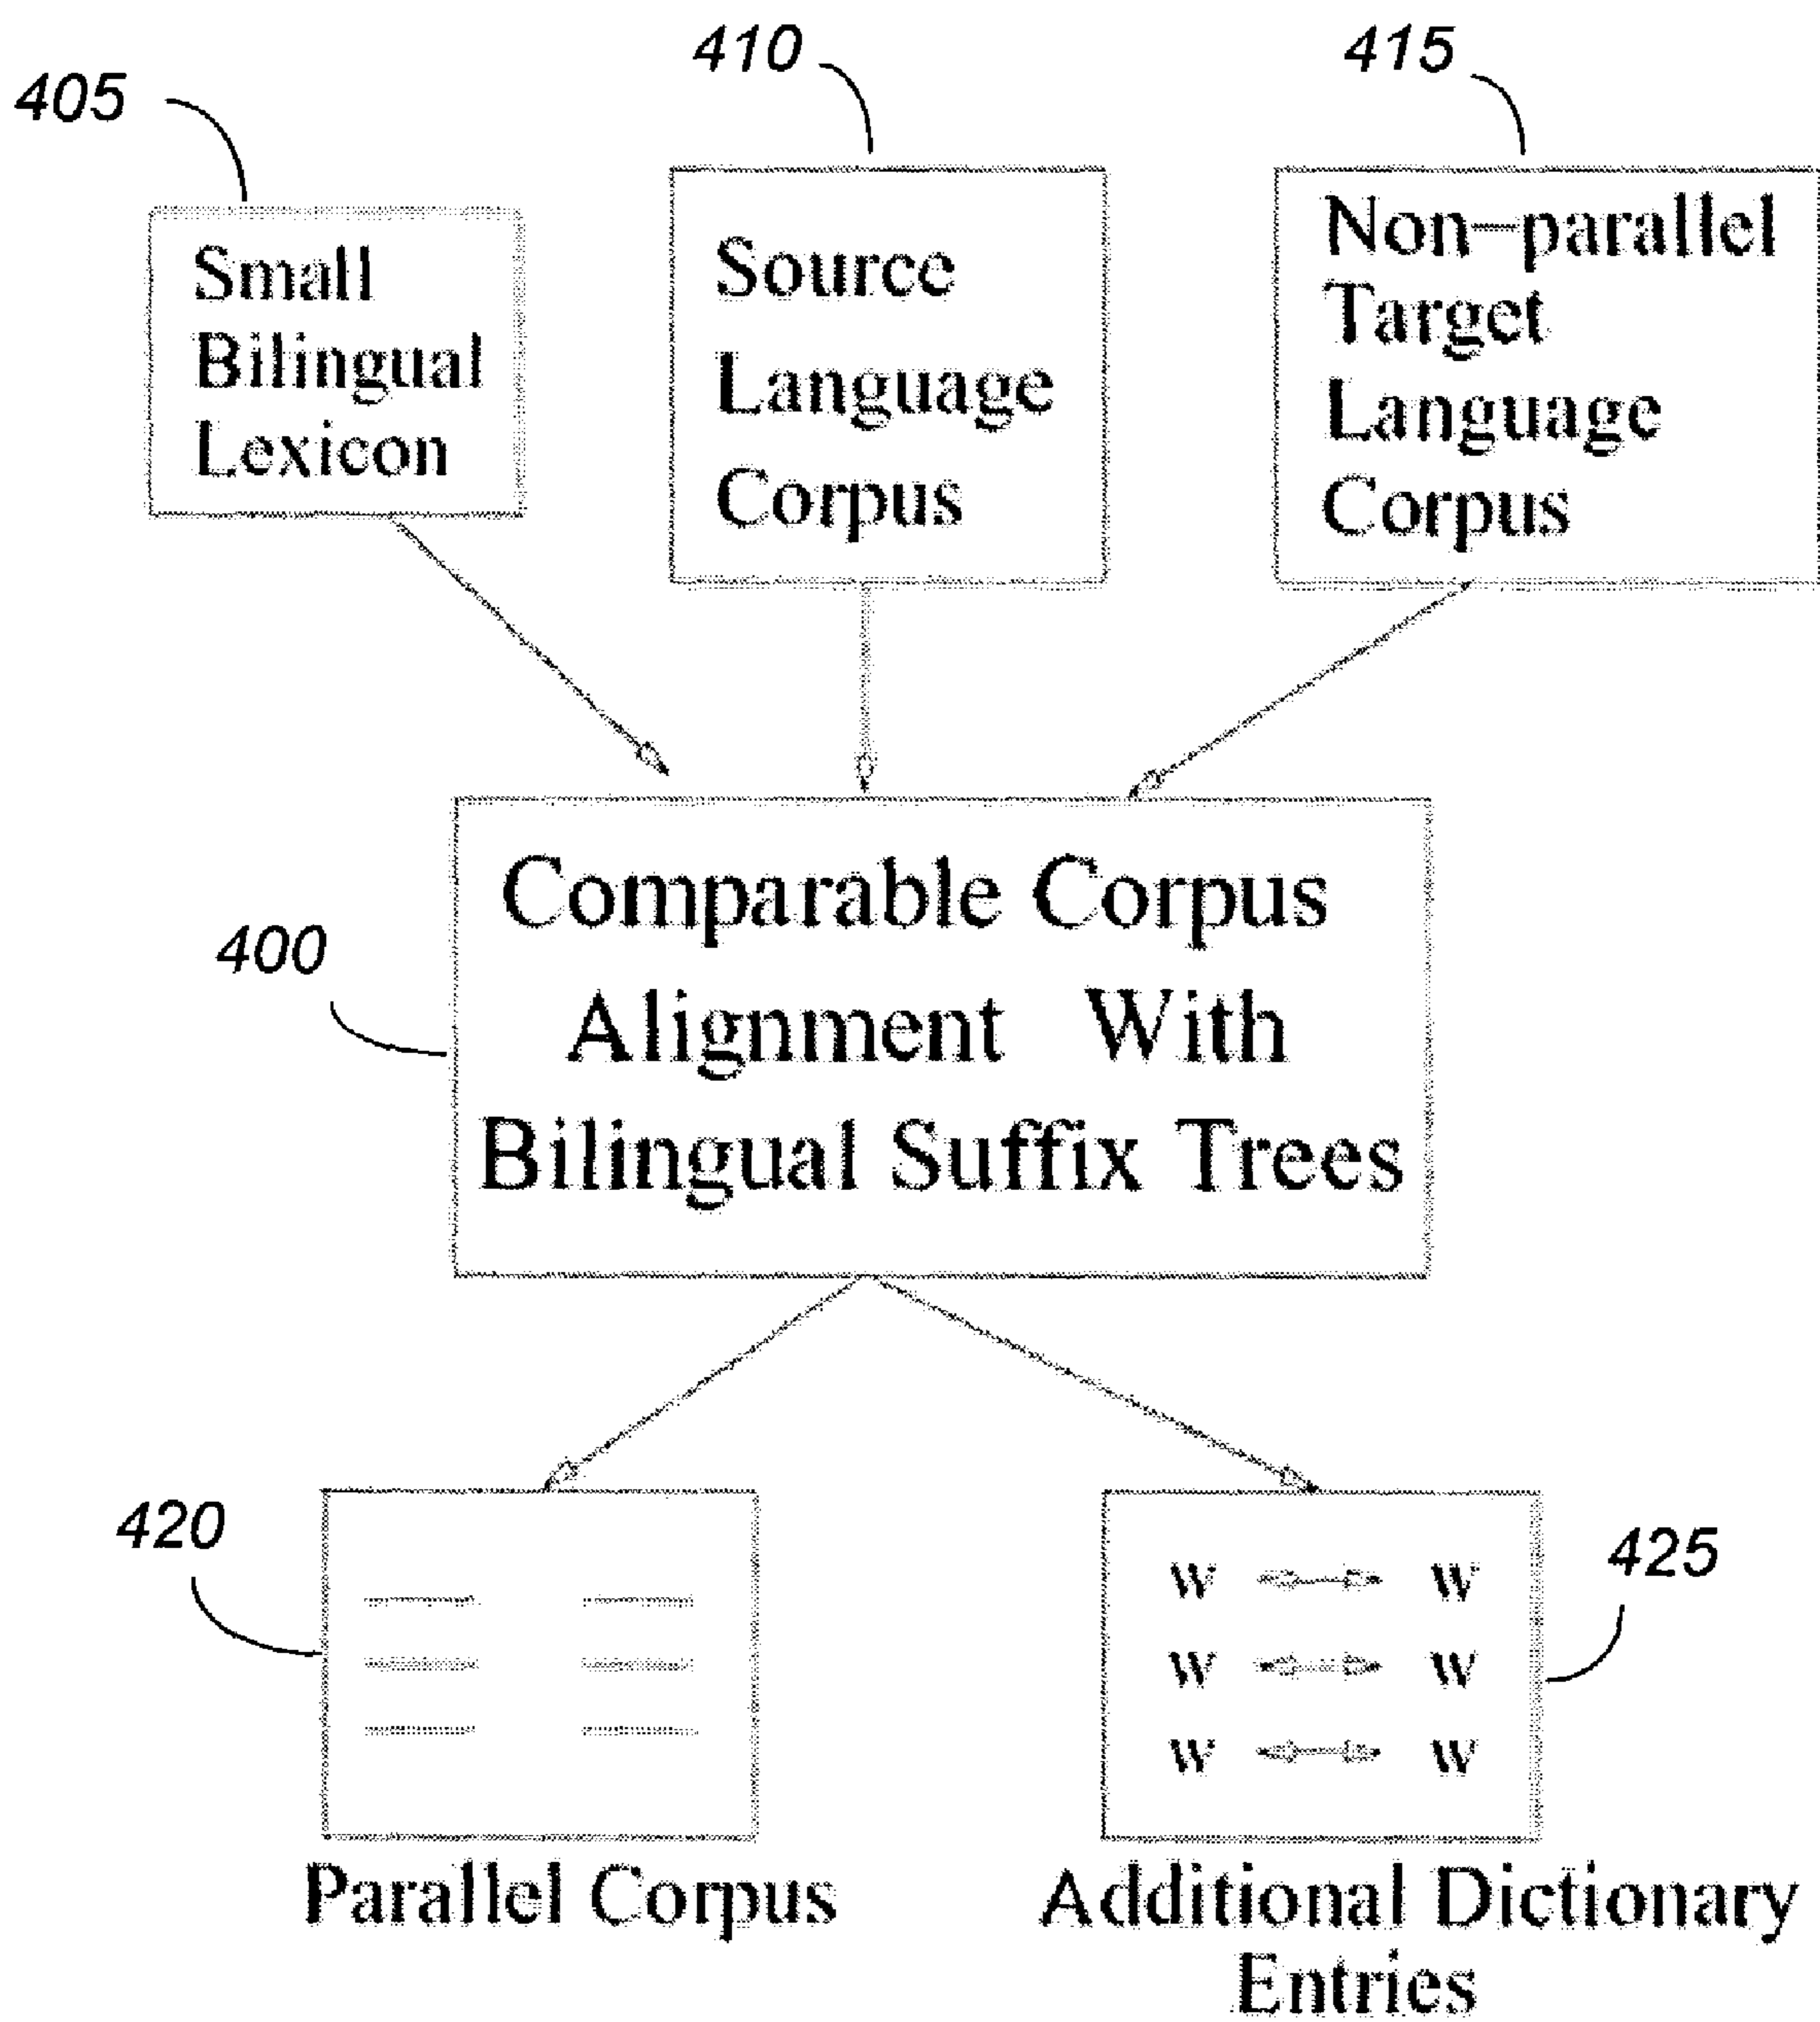 405
410
415
Small
Bilingual
Lexicon
Source
Language
Corpus
Non-parallel
Target
Language
Corpus
400
Comparable Corpus
Alignment With
Bilingual Suffix Trees
420
425
W W
W W
W W
Parallel Corpus
Additional Dictionary
Entries